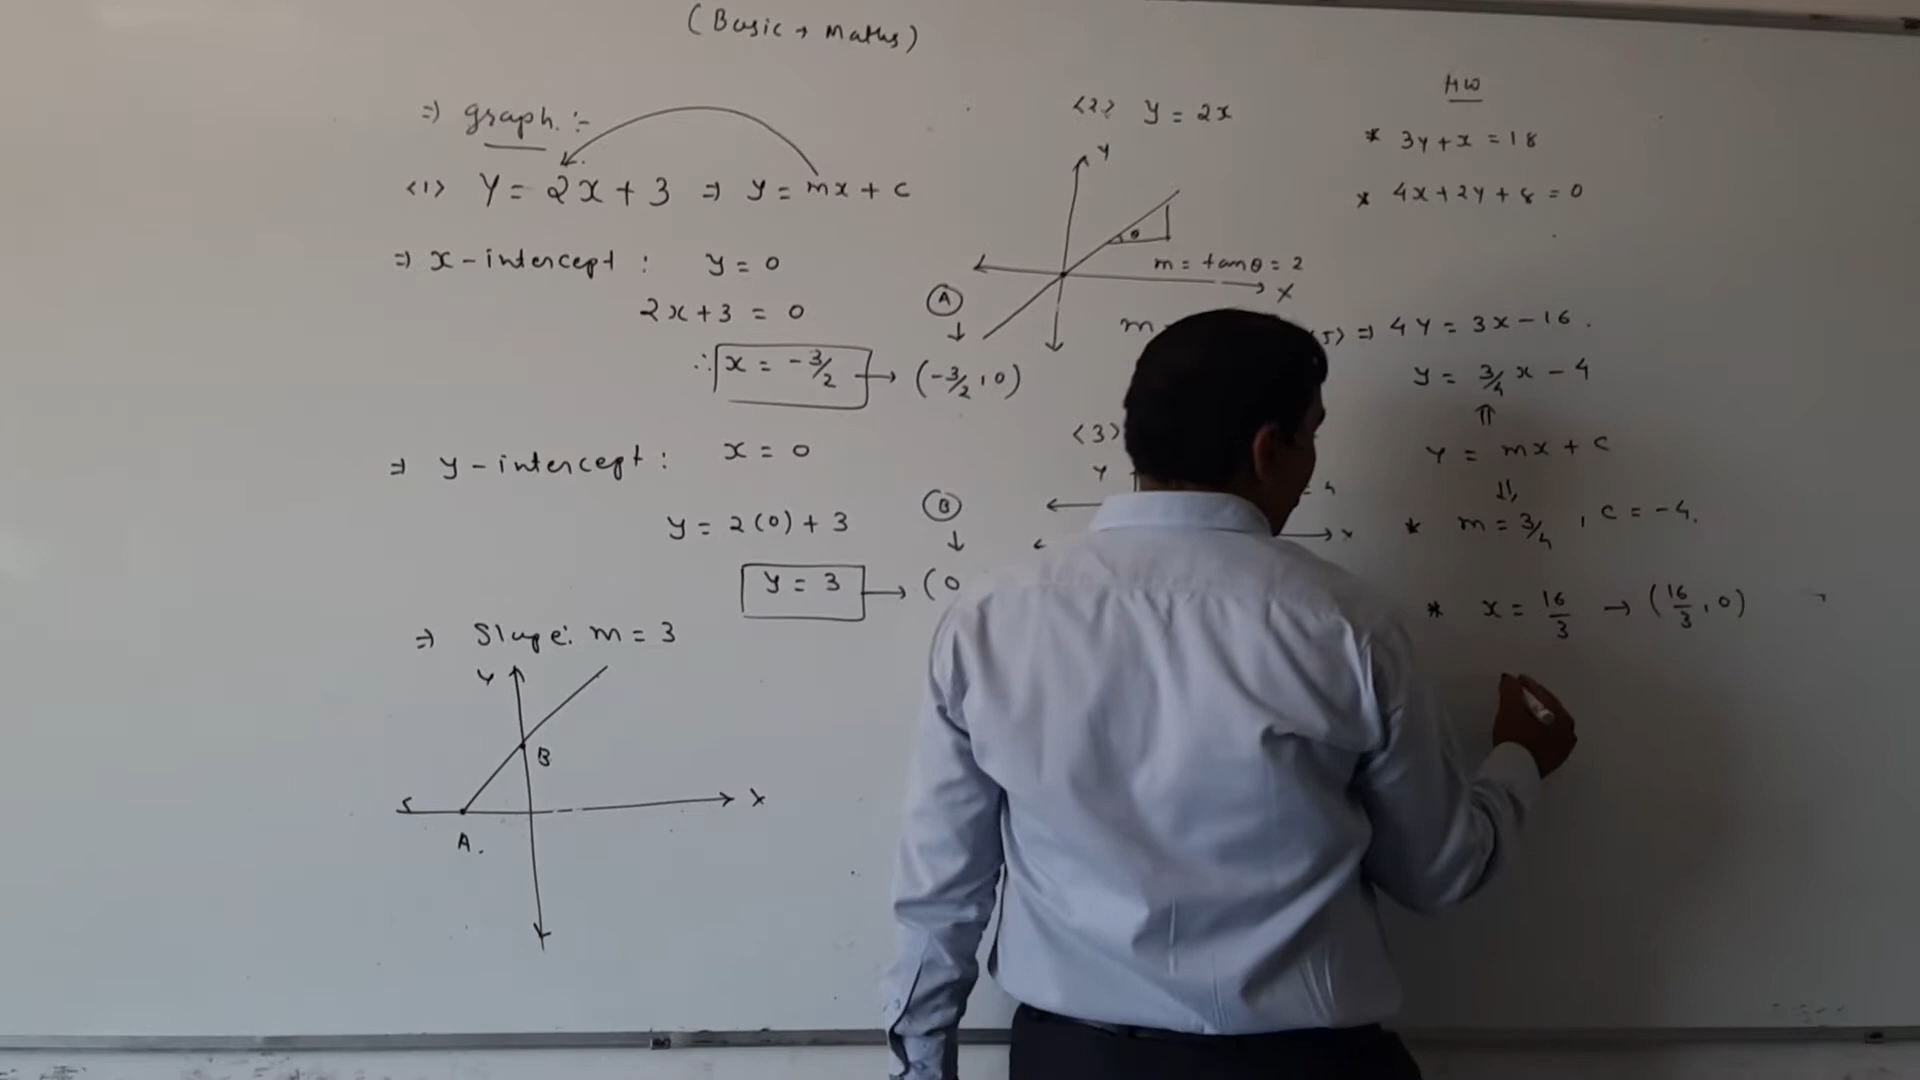 (Basic → Maths)
⇒ graph :-
<1> Y = 2x + 3 ⇒ y = mx + c
⇒ x-intercept : y = 0
2x + 3 = 0
∴ x = -3/2 → (-3/2, 0)
A
↓
⇒ y-intercept : x = 0
y = 2(0) + 3
y = 3 → (0
B
↓
⇒ Slope: m = 3
Y
B
X
A.
<2> y = 2x
Y
θ
m = tanθ = 2
X
m
<3>
Y
= 4
x
HW
* 3y + x = 18
* 4x + 2y + 8 = 0
5> ⇒ 4y = 3x - 16.
y = 3/4 x - 4
⇑
Y = mx + c
⇓
* m = 3/4 , c = -4.
* x = 16/3 → (16/3, 0)